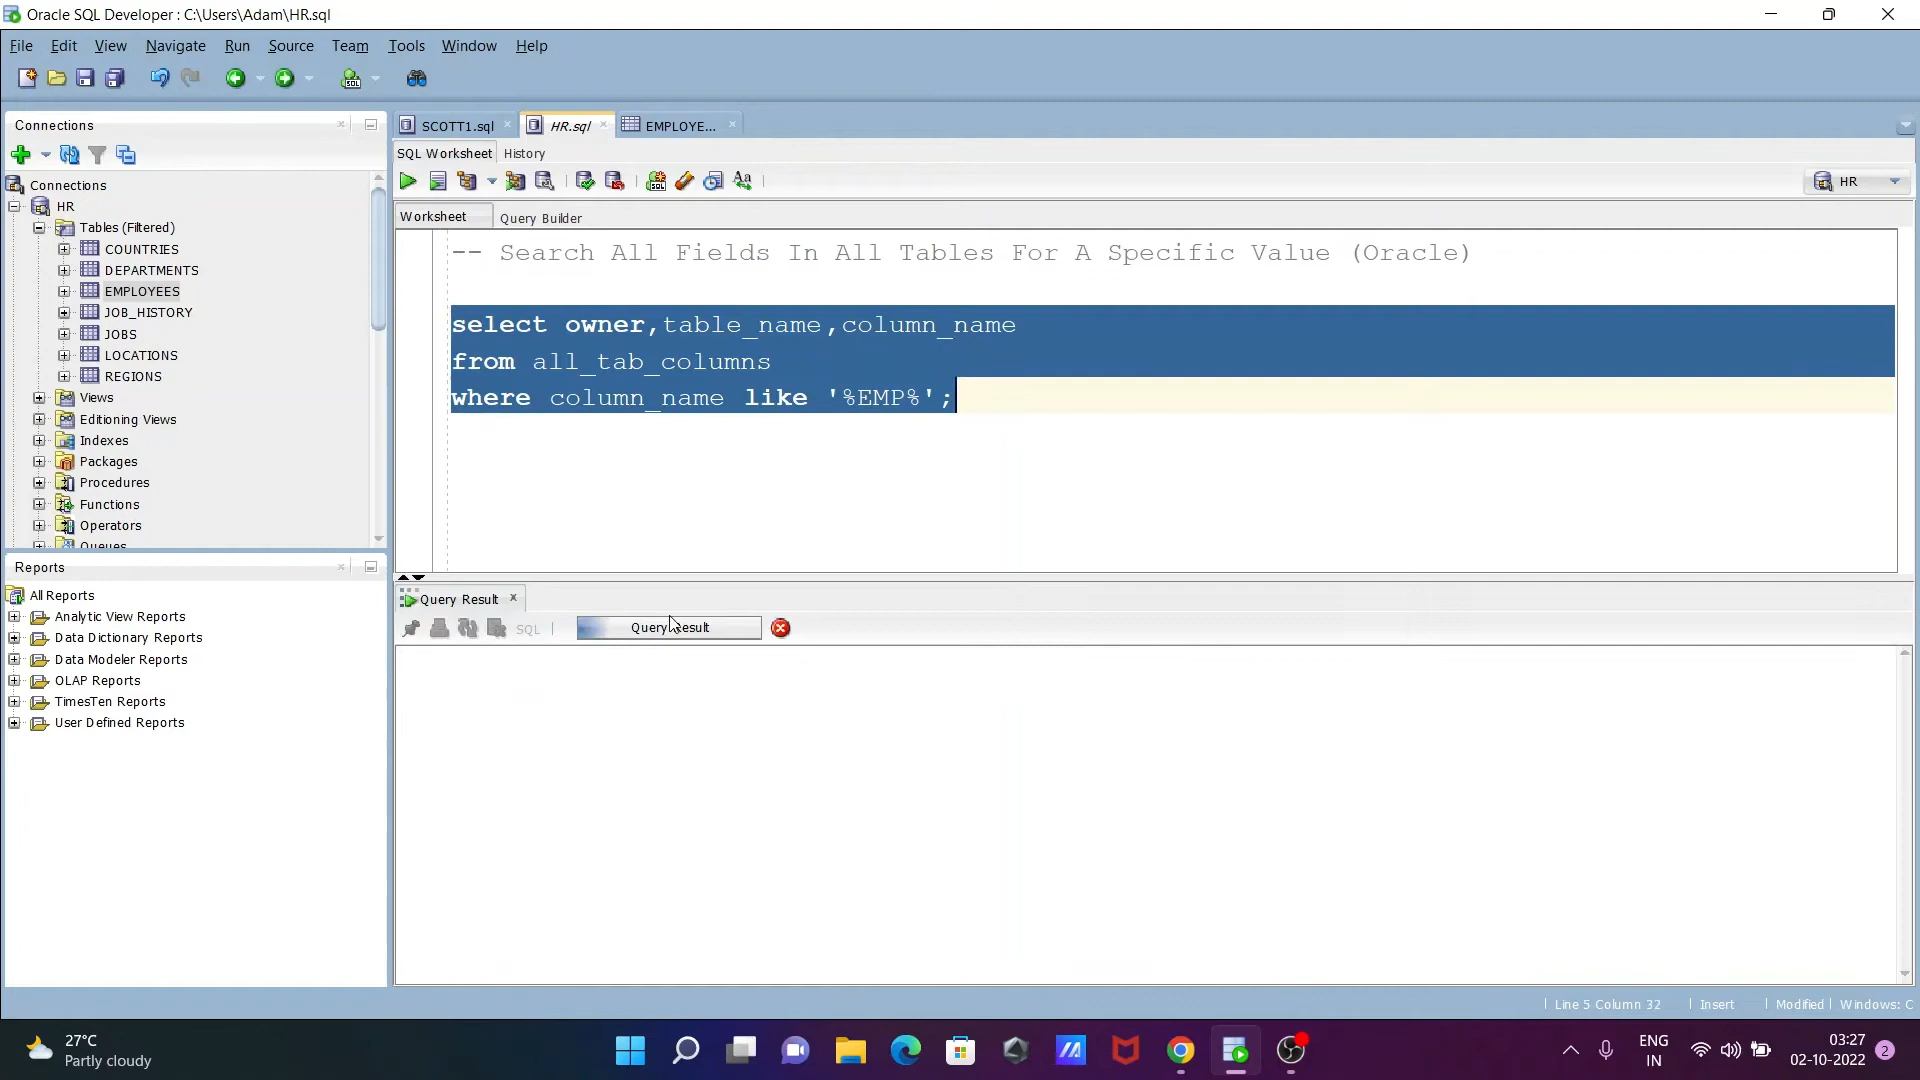 Oracle SQL Developer : C:\Users\Adam\HR.sql
File Edit View Navigate Run Source Team Tools Window Help
Connections
Connections
HR
Tables (Filtered)
COUNTRIES
DEPARTMENTS
EMPLOYEES
JOB_HISTORY
JOBS
LOCATIONS
REGIONS
Views
Editioning Views
Indexes
Packages
Procedures
Functions
Operators
Queues
Reports
All Reports
Analytic View Reports
Data Dictionary Reports
Data Modeler Reports
OLAP Reports
TimesTen Reports
User Defined Reports
SCOTT1.sql HR.sql EMPLOYE...
SQL Worksheet History
HR
Worksheet Query Builder
-- Search All Fields In All Tables For A Specific Value (Oracle)
select owner,table_name,column_name
from all_tab_columns
where column_name like '%EMP%';
Query Result
SQL Query Result
Line 5 Column 32 Insert Modified Windows: C
27°C
Partly cloudy
ENG
IN
03:27
02-10-2022
2